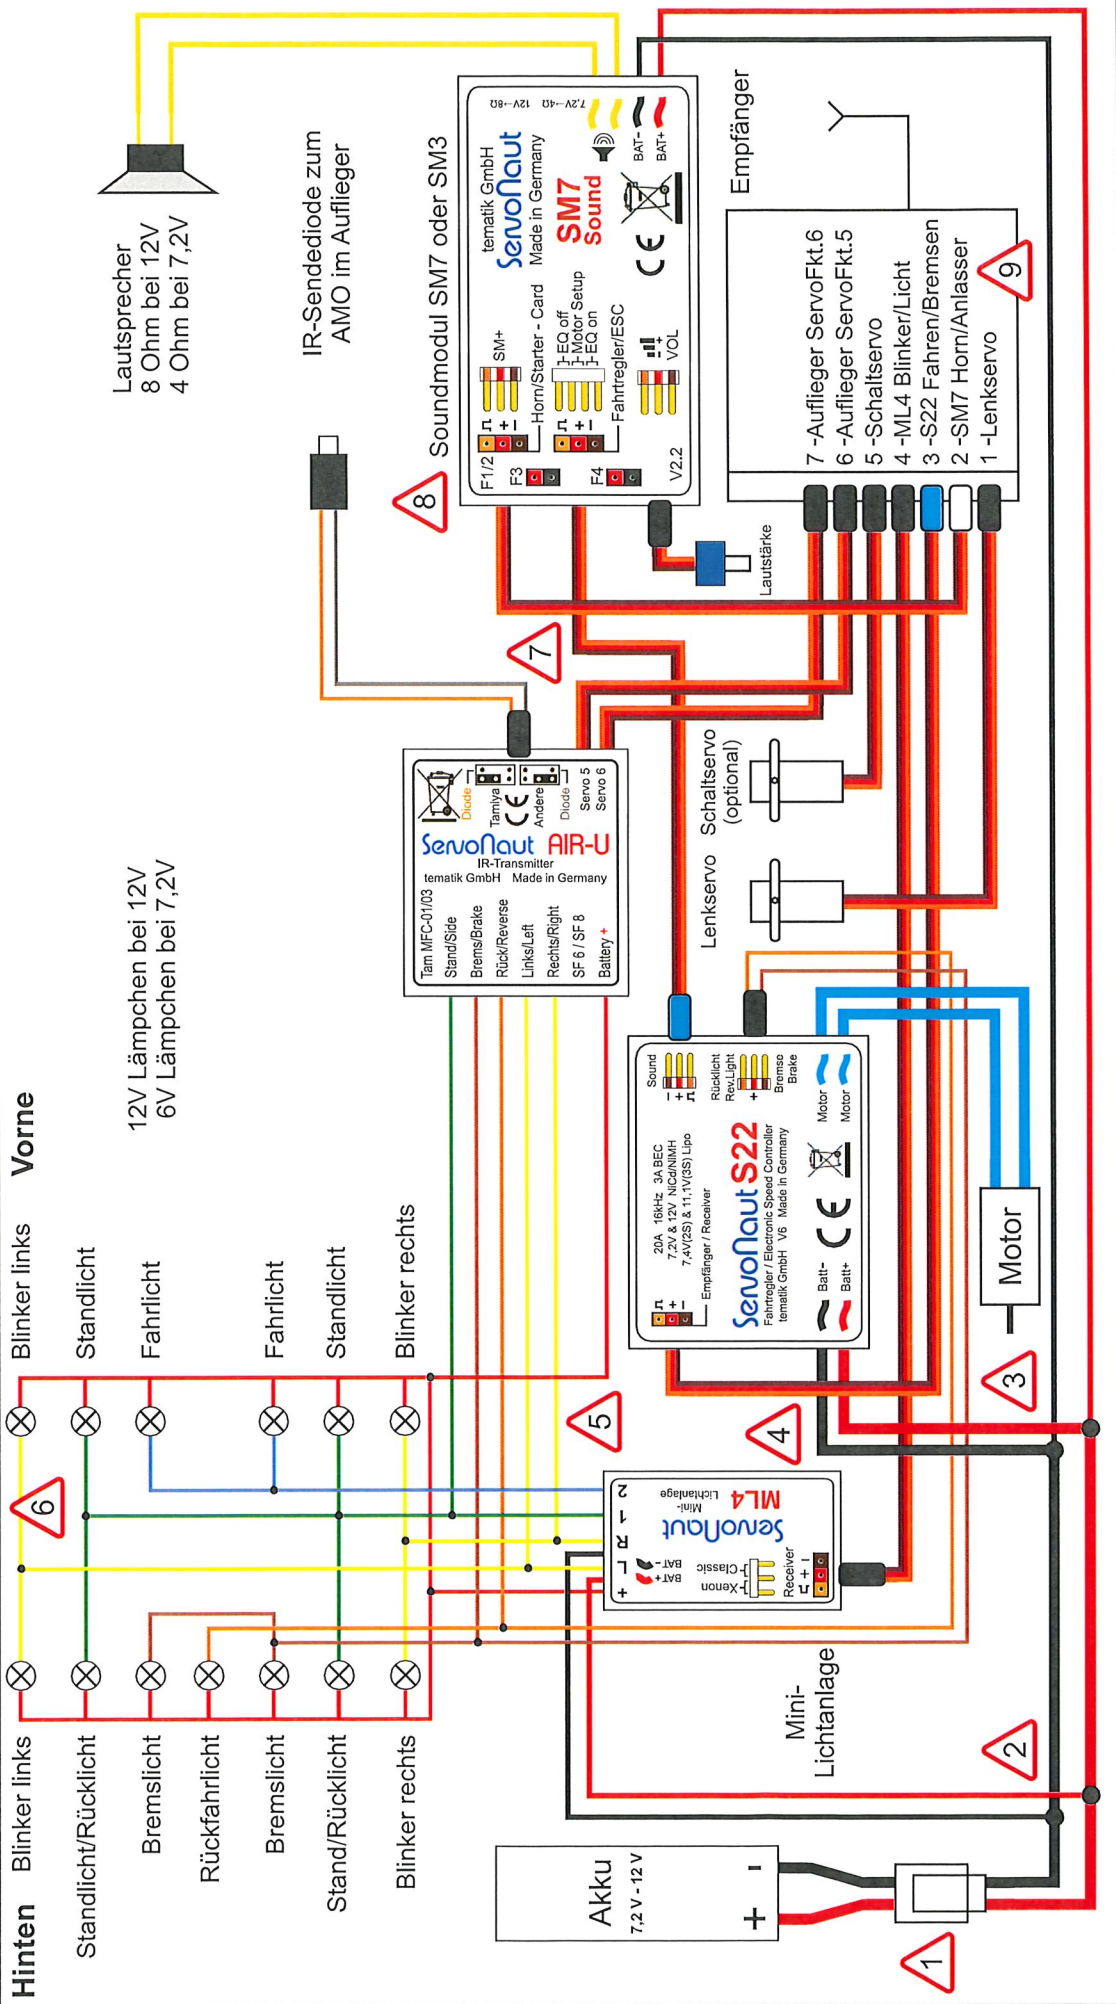 Hinten
Vorne
Blinker links
Standlicht/Rücklicht
Bremslicht
Rückfahrlicht
Bremslicht
Stand/Rücklicht
Blinker rechts
Blinker links
Standlicht
Fahrlicht
Fahrlicht
Standlicht
Blinker rechts
12V Lämpchen bei 12V
6V Lämpchen bei 7,2V
Lautsprecher
8 Ohm bei 12V
4 Ohm bei 7,2V
IR-Sendediode zum
AMO im Auflieger
Soundmodul SM7 oder SM3
tematik GmbH
ServoNaut
Made in Germany
SM7
Sound
12V→8Ω
7,2V→4Ω
BAT-
BAT+
CE
F1/2
+
-
SM+
Horn/Starter - Card
F3
EQ off
Motor Setup
EQ on
+
-
Fahrtregler/ESC
F4
- +
VOL
V2.2
8
Lautstärke
7
Tam MFC-01/03
Stand/Side
Brems/Brake
Rück/Reverse
Links/Left
Rechts/Right
SF 6 / SF 8
Battery +
ServoNaut AIR-U
IR-Transmitter
tematik GmbH Made in Germany
Diode
Tamiya
CE
Andere
Diode
Servo 5
Servo 6
Empfänger
7 -Auflieger ServoFkt.6
6 -Auflieger ServoFkt.5
5 -Schaltservo
4 -ML4 Blinker/Licht
3 -S22 Fahren/Bremsen
2 -SM7 Horn/Anlasser
1 -Lenkservo
9
Schaltservo
(optional)
Lenkservo
20A 16kHz 3A BEC
7,2V & 12V NiCd/NiMH
7,4V(2S) & 11,1V(3S) Lipo
+
-
Empfänger / Receiver
ServoNaut S22
Fahrtregler / Electronic Speed Controller
tematik GmbH V6 Made in Germany
Sound
-
+
Rücklicht
Rev.Light
+
Bremse
Brake
Batt-
Batt+
CE
Motor
Motor
Motor
3
4
5
6
ServoNaut
Mini-
Lichtanlage
ML4
+
L
R
1
2
BAT+
BAT-
Xenon
Classic
Receiver
+ -
Mini-
Lichtanlage
2
Akku
7,2 V - 12 V
+
-
1